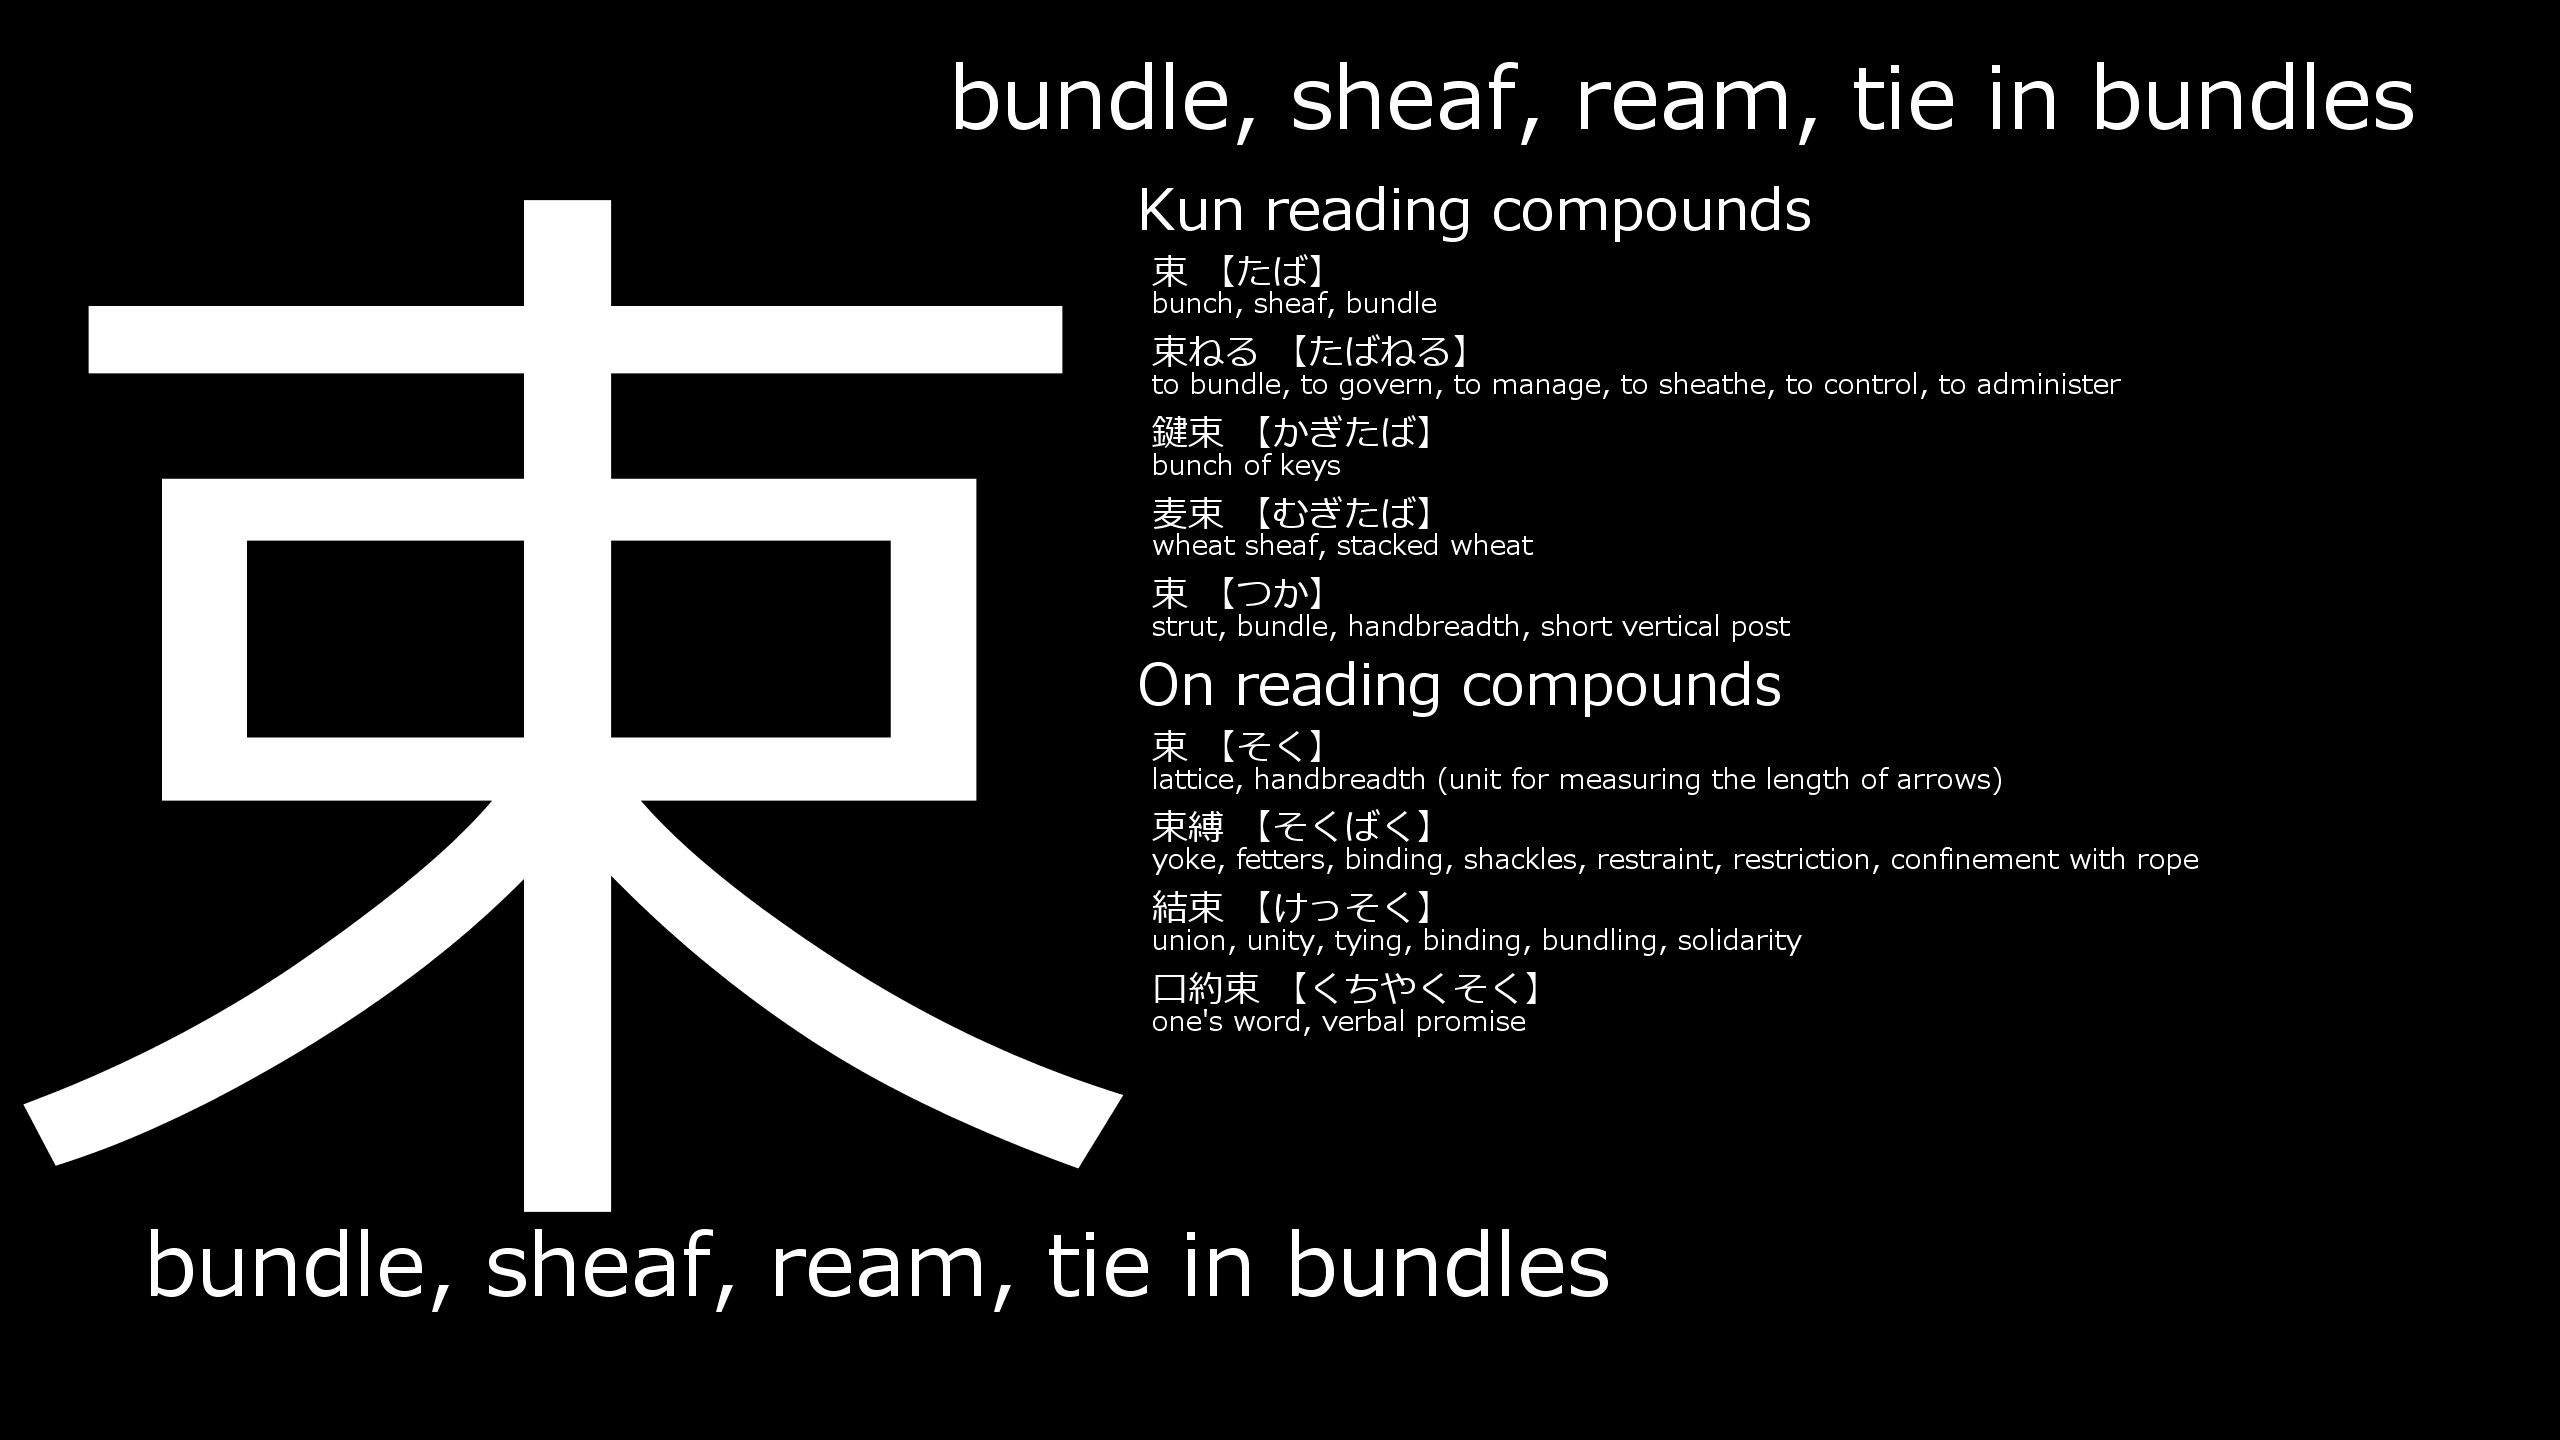 bundle, sheaf, ream, tie in bundles
束
Kun reading compounds
束 【たば】
bunch, sheaf, bundle
束ねる 【たばねる】
to bundle, to govern, to manage, to sheathe, to control, to administer
鍵束 【かぎたば】
bunch of keys
麦束 【むぎたば】
wheat sheaf, stacked wheat
束 【つか】
strut, bundle, handbreadth, short vertical post
On reading compounds
束 【そく】
lattice, handbreadth (unit for measuring the length of arrows)
束縛 【そくばく】
yoke, fetters, binding, shackles, restraint, restriction, confinement with rope
結束 【けっそく】
union, unity, tying, binding, bundling, solidarity
口約束 【くちやくそく】
one's word, verbal promise
bundle, sheaf, ream, tie in bundles